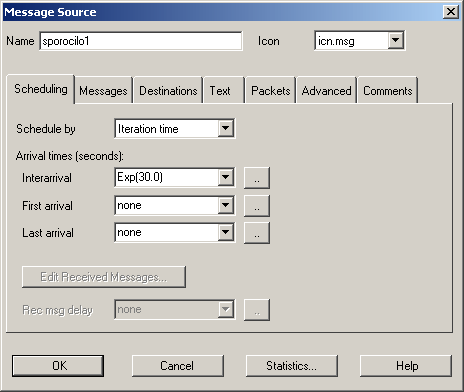 Message Source
Name sporocilo1 Icon icn.msg
Scheduling Messages Destinations Text Packets Advanced Comments
Schedule by Iteration time
Arrival times (seconds):
Interarrival Exp(30.0) ..
First arrival none ..
Last arrival none ..
Edit Received Messages...
Rec msg delay none ..
OK Cancel Statistics... Help